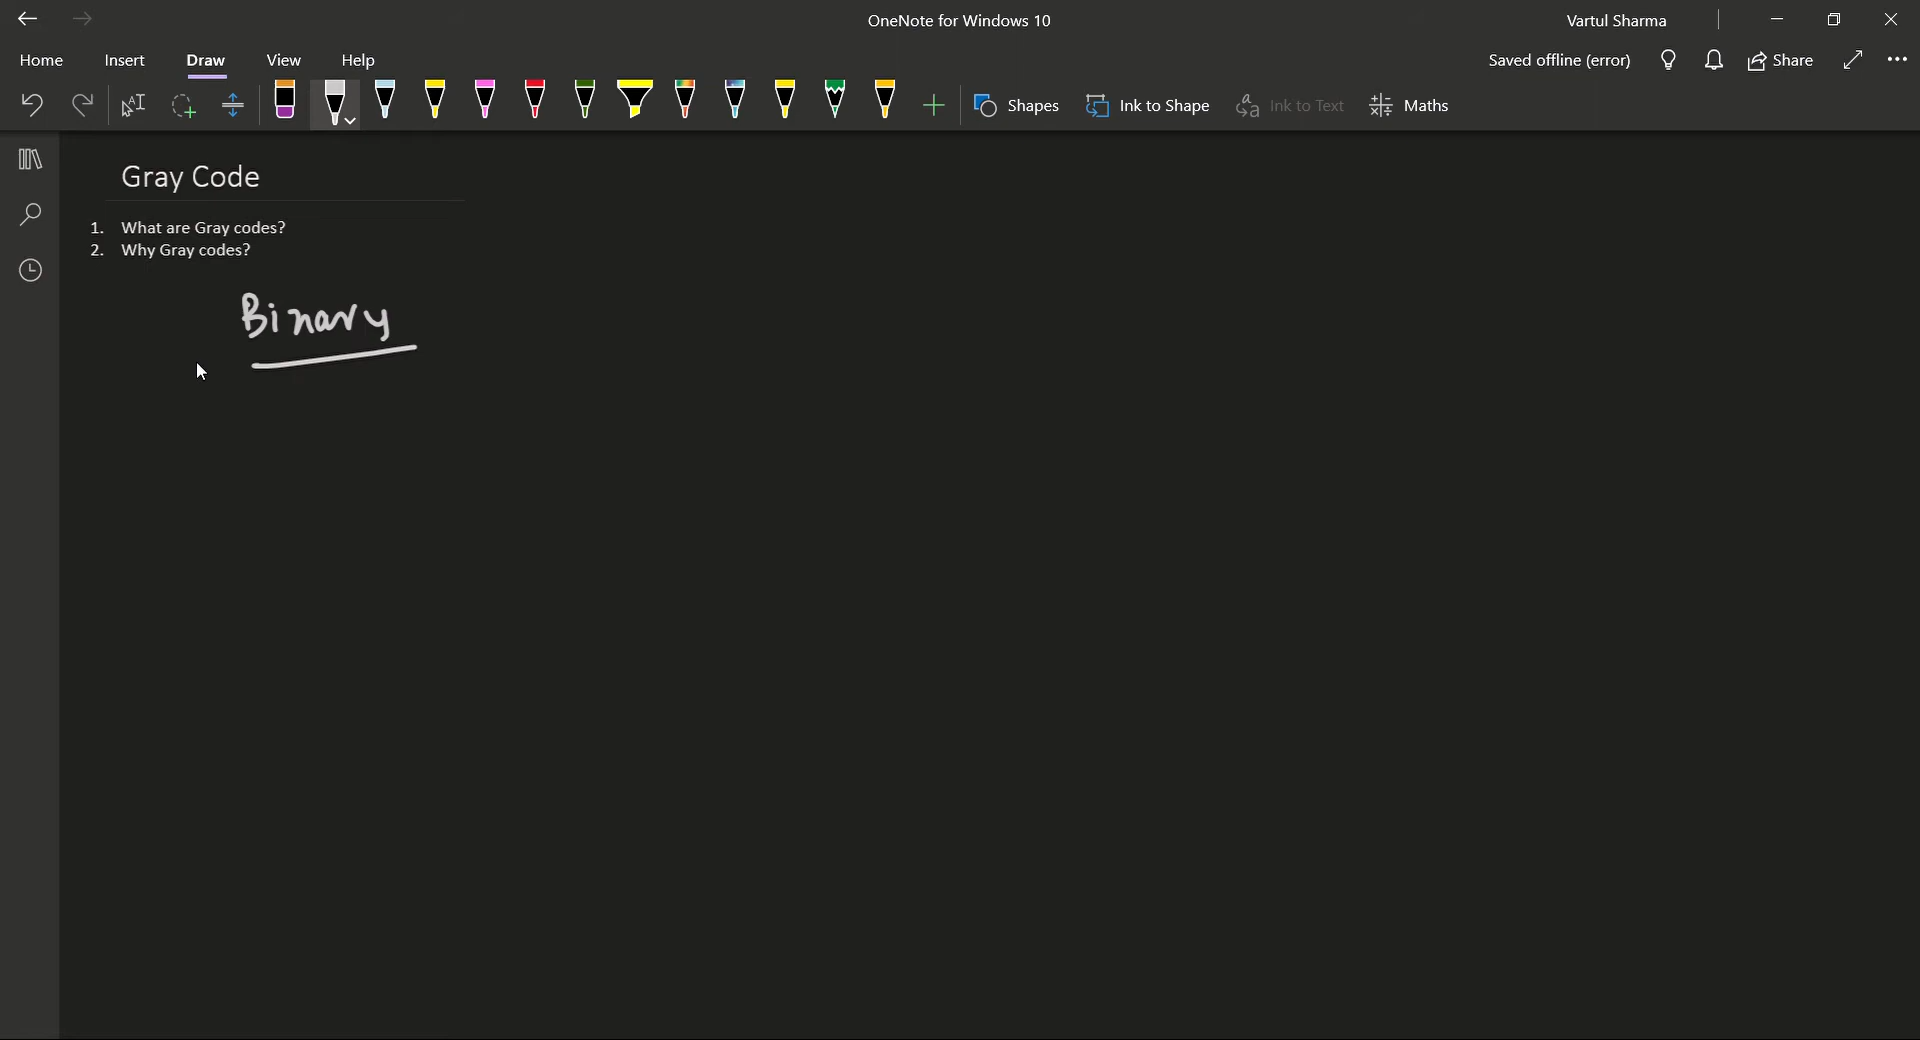 OneNote for Windows 10
Vartul Sharma
Home Insert Draw View Help
Saved offline (error) Share
Shapes Ink to Shape Ink to Text Maths
Gray Code
1. What are Gray codes?
2. Why Gray codes?
Binary